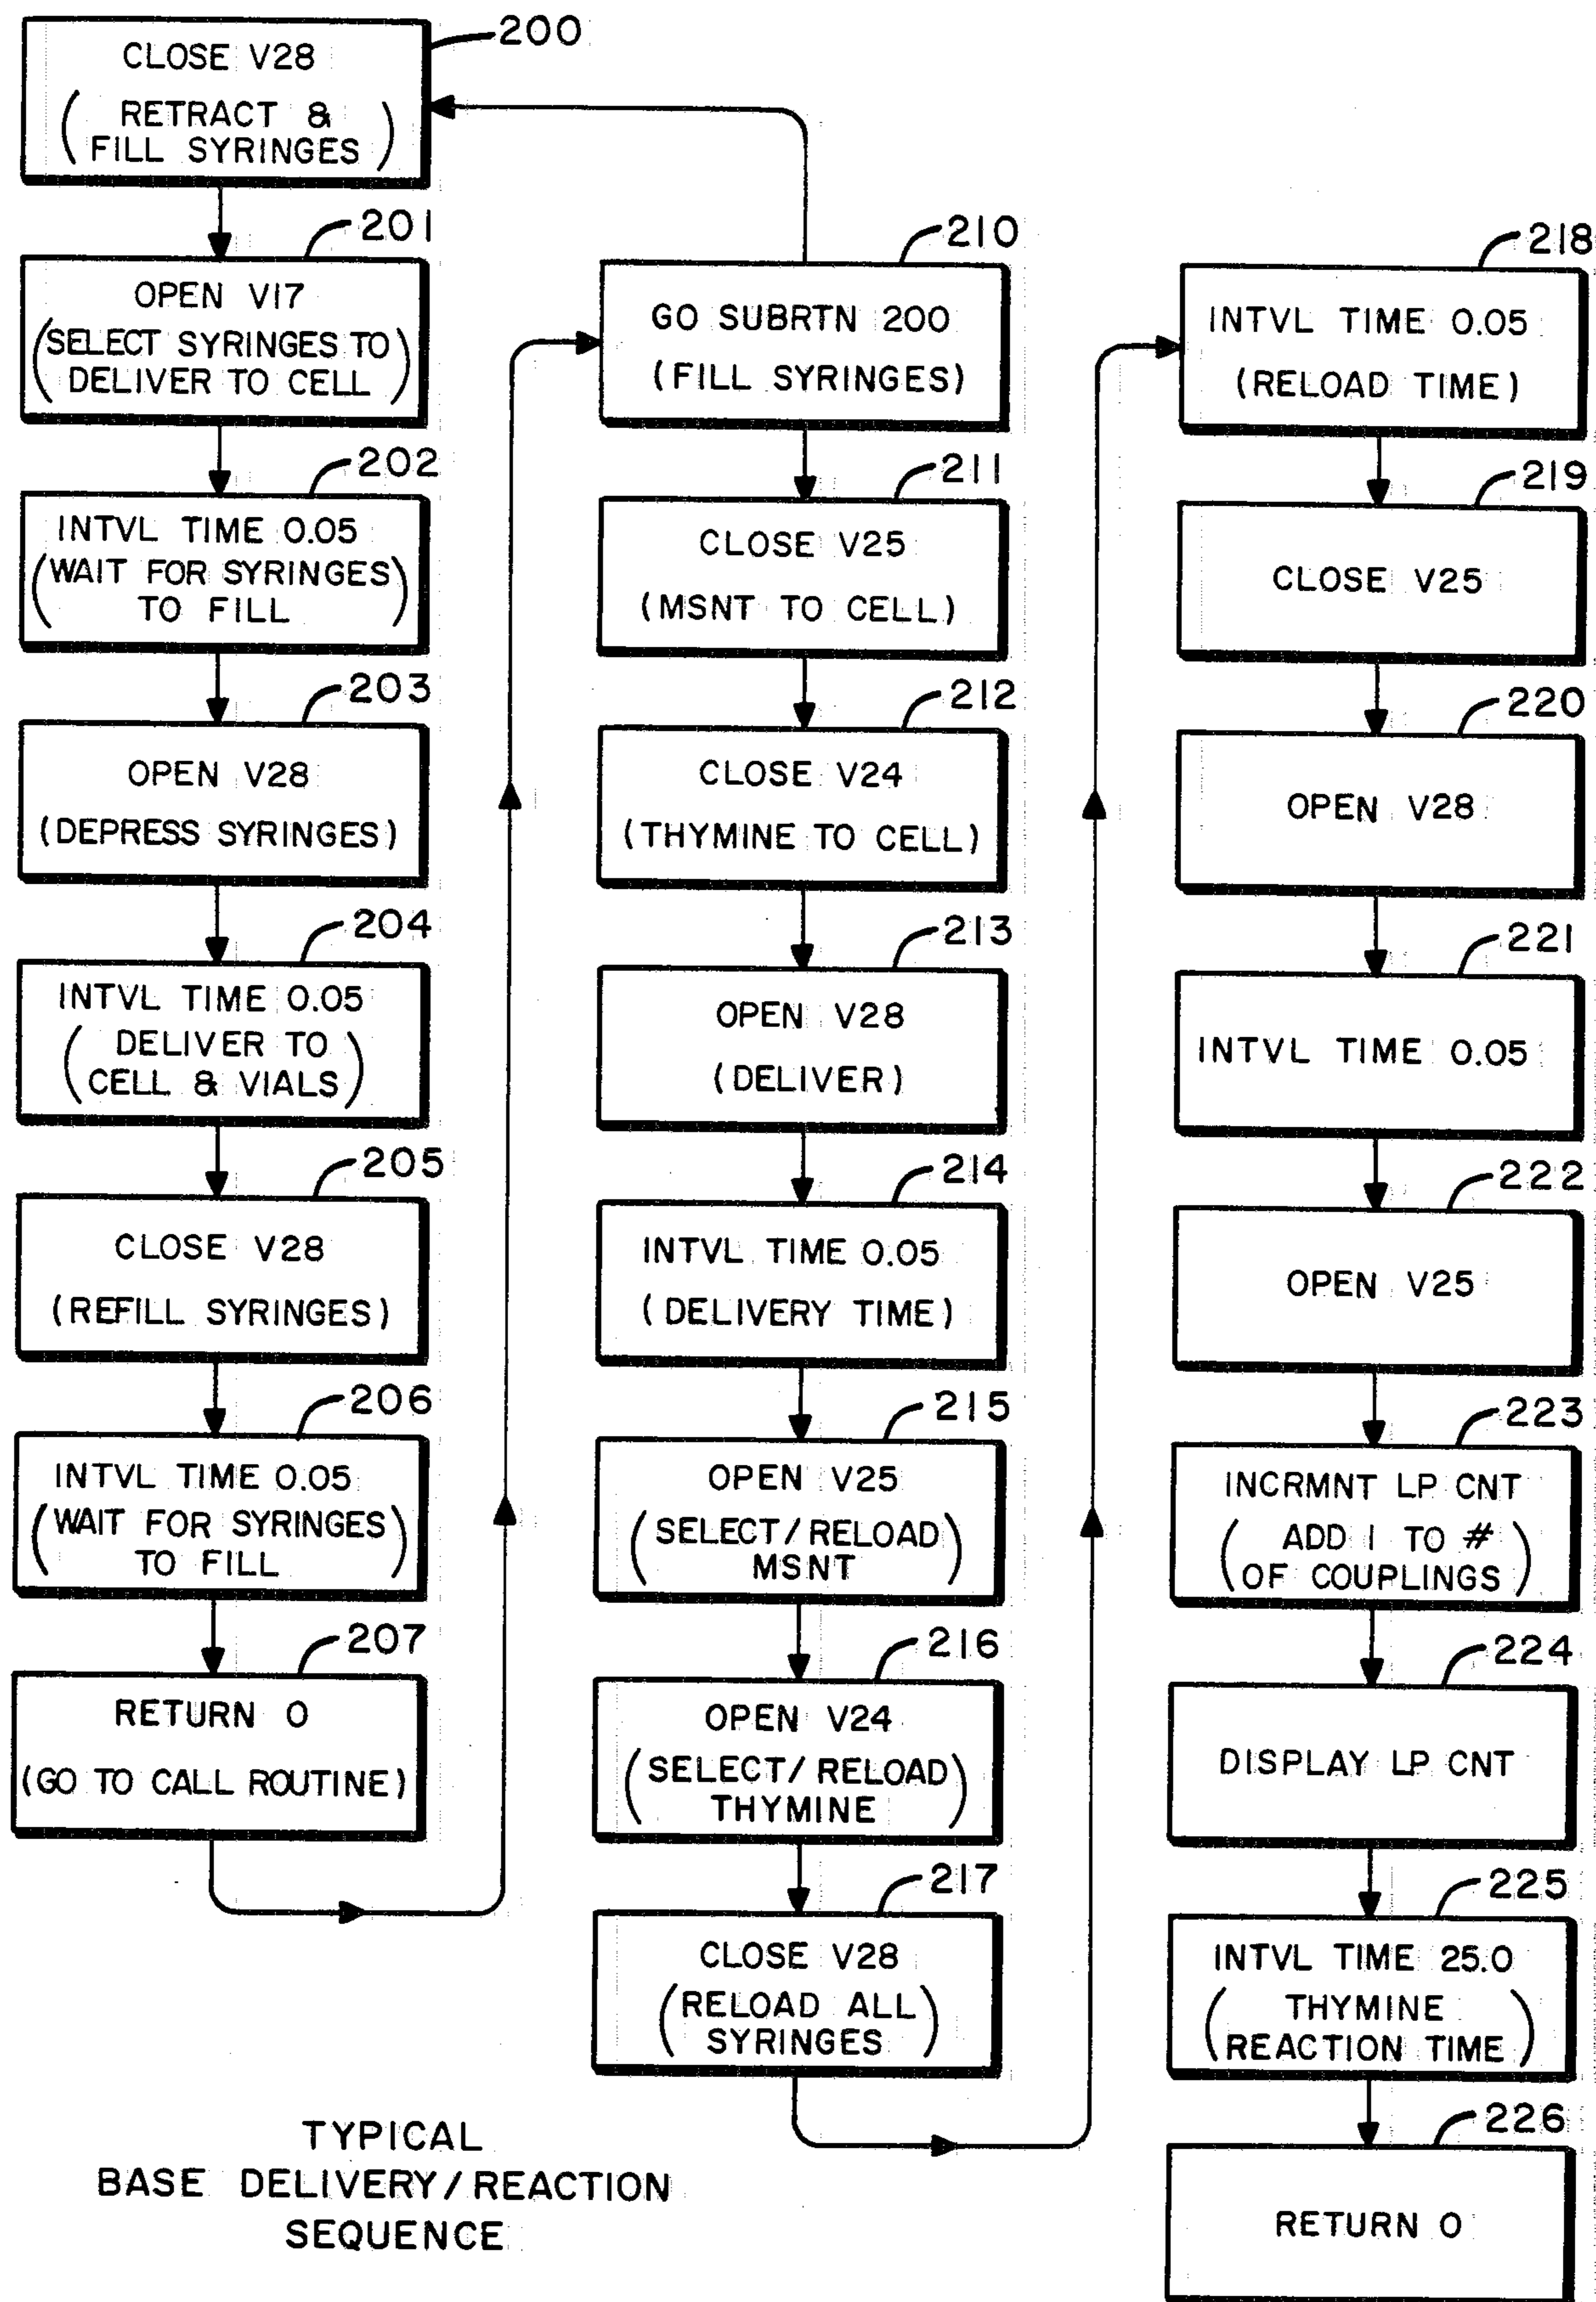 200
CLOSE V28
(RETRACT &
FILL SYRINGES)
201
OPEN V17
(SELECT SYRINGES TO
DELIVER TO CELL)
202
INTVL TIME 0.05
(WAIT FOR SYRINGES
TO FILL)
203
OPEN V28
(DEPRESS SYRINGES)
204
INTVL TIME 0.05
(DELIVER TO
CELL & VIALS)
205
CLOSE V28
(REFILL SYRINGES)
206
INTVL TIME 0.05
(WAIT FOR SYRINGES
TO FILL)
207
RETURN 0
(GO TO CALL ROUTINE)
210
GO SUBRTN 200
(FILL SYRINGES)
211
CLOSE V25
(MSNT TO CELL)
212
CLOSE V24
(THYMINE TO CELL)
213
OPEN V28
(DELIVER)
214
INTVL TIME 0.05
(DELIVERY TIME)
215
OPEN V25
(SELECT/RELOAD
MSNT)
216
OPEN V24
(SELECT/RELOAD
THYMINE)
217
CLOSE V28
(RELOAD ALL
SYRINGES)
218
INTVL TIME 0.05
(RELOAD TIME)
219
CLOSE V25
220
OPEN V28
221
INTVL TIME 0.05
222
OPEN V25
223
INCRMNT LP CNT
(ADD 1 TO #
OF COUPLINGS)
224
DISPLAY LP CNT
225
INTVL TIME 25.0
(THYMINE
REACTION TIME)
226
RETURN 0
TYPICAL
BASE DELIVERY/REACTION
SEQUENCE